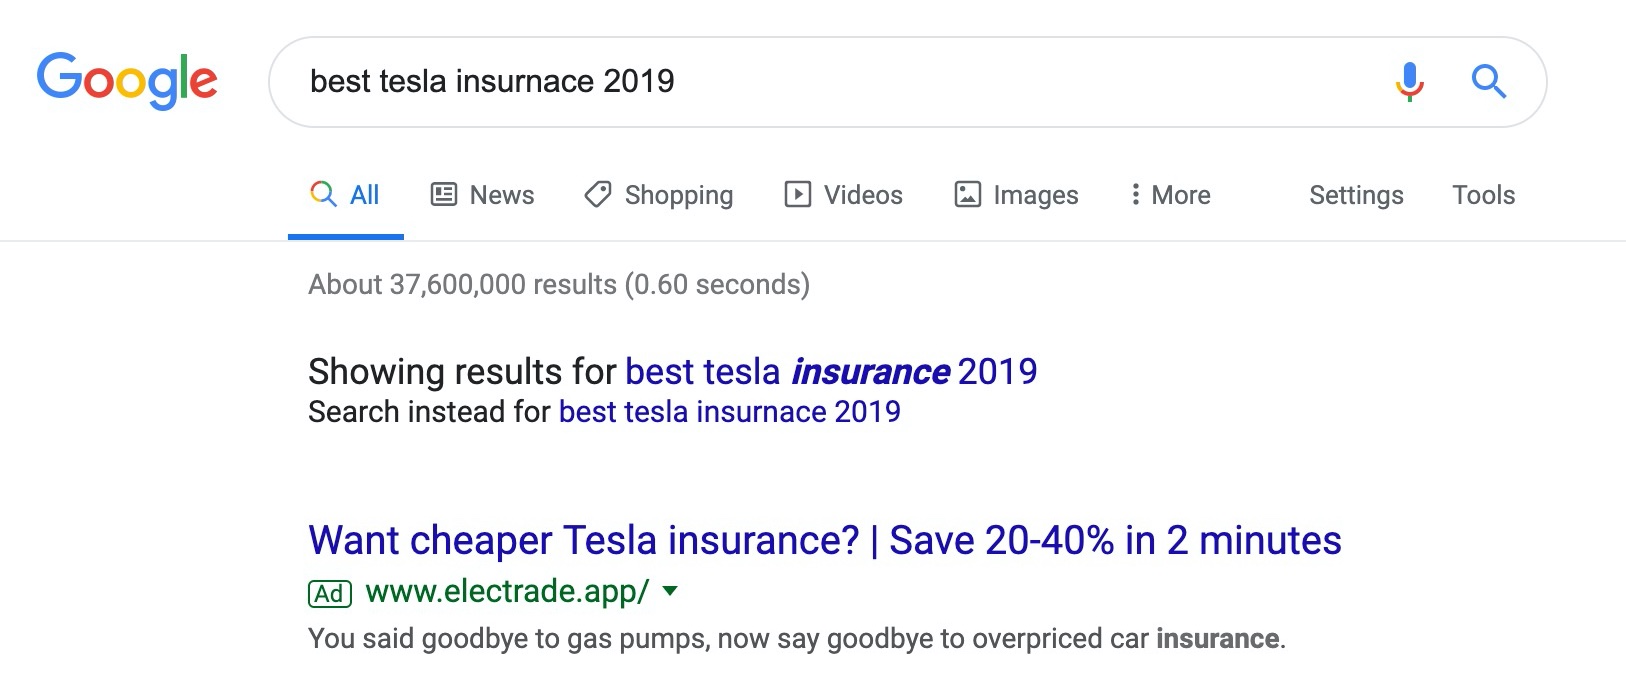 Google best tesla insurnace 2019
All News Shopping Videos Images More Settings Tools
About 37,600,000 results (0.60 seconds)
Showing results for best tesla insurance 2019
Search instead for best tesla insurnace 2019
Want cheaper Tesla insurance? | Save 20-40% in 2 minutes
Ad www.electrade.app/
You said goodbye to gas pumps, now say goodbye to overpriced car insurance.